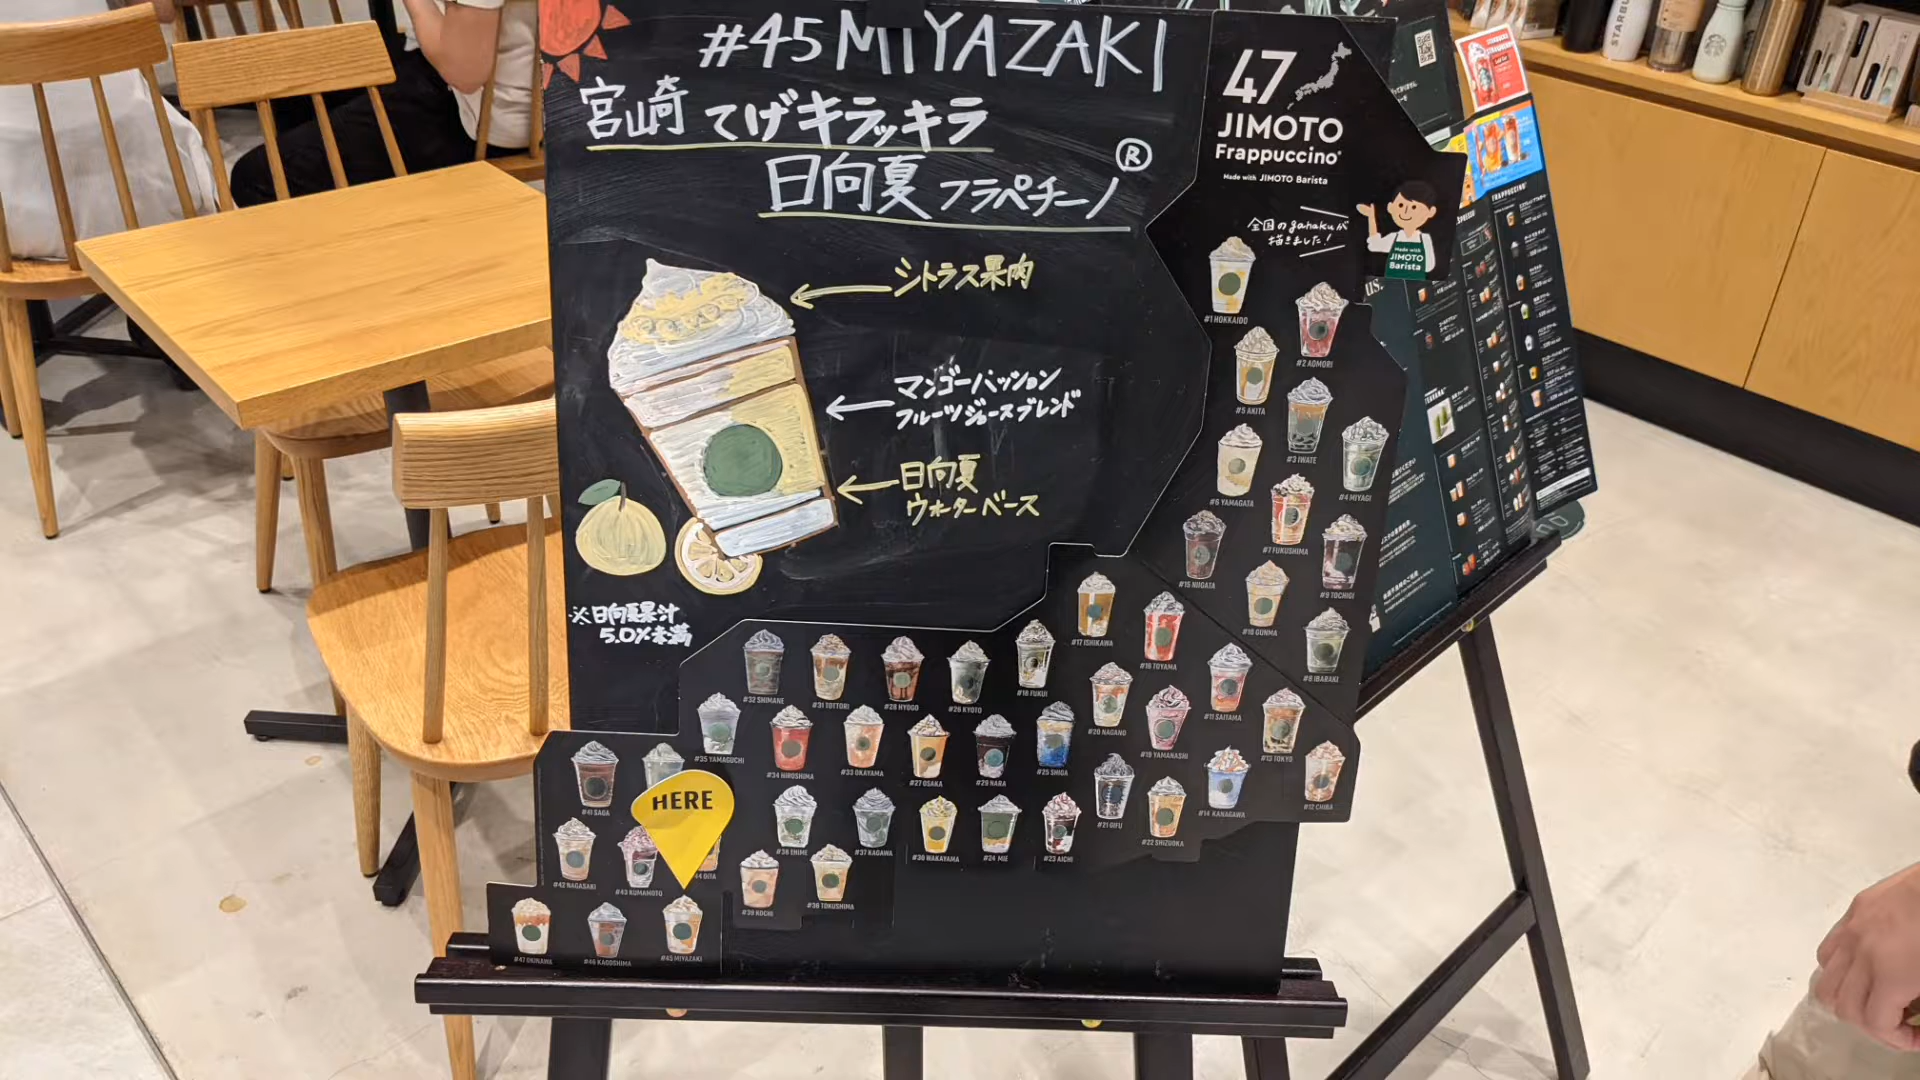 #45 MIYAZAKI
宮崎 てげキラッキラ
日向夏 フラペチーノ®
シトラス果肉
マンゴーパッション
フルーツジュースブレンド
日向夏
ウォーターベース
※日向夏果汁
5.0%未満
47
JIMOTO
Frappuccino®
Made with JIMOTO Barista
全国のgahakuが
描きました!
Made with
JIMOTO
Barista
#1 HOKKAIDO
#2 AOMORI
#5 AKITA
#3 IWATE
#4 MIYAGI
#6 YAMAGATA
#7 FUKUSHIMA
#15 NIIGATA
#9 TOCHIGI
#10 GUNMA
#8 IBARAKI
#17 ISHIKAWA
#16 TOYAMA
#18 FUKUI
#32 SHIMANE
#31 TOTTORI
#28 HYOGO
#26 KYOTO
#20 NAGANO
#11 SAITAMA
#35 YAMAGUCHI
#34 HIROSHIMA
#33 OKAYAMA
#27 OSAKA
#29 NARA
#25 SHIGA
#19 YAMANASHI
#13 TOKYO
#12 CHIBA
#41 SAGA
HERE
#38 EHIME
#37 KAGAWA
#30 WAKAYAMA
#24 MIE
#23 AICHI
#21 GIFU
#22 SHIZUOKA
#14 KANAGAWA
#42 NAGASAKI
#43 KUMAMOTO
#39 KOCHI
#36 TOKUSHIMA
#47 OKINAWA
#46 KAGOSHIMA
#45 MIYAZAKI